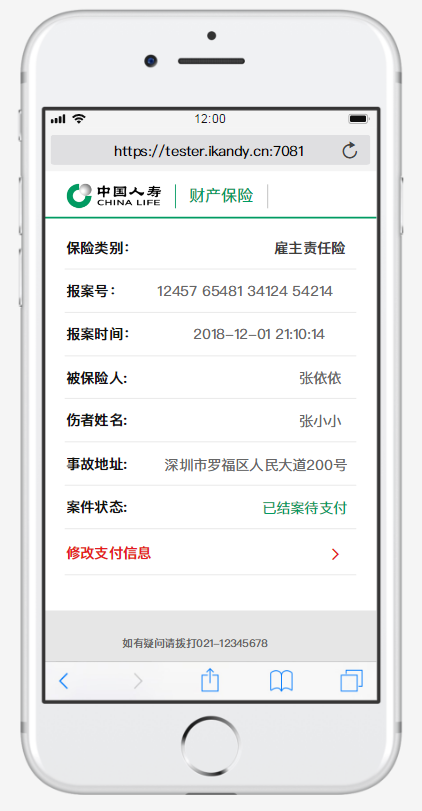 12:00
https://tester.ikandy.cn:7081
中国人寿 财产保险
CHINA LIFE
保险类别： 雇主责任险
报案号： 12457 65481 34124 54214
报案时间： 2018-12-01 21:10:14
被保险人: 张依依
伤者姓名: 张小小
事故地址: 深圳市罗福区人民大道200号
案件状态: 已结案待支付
修改支付信息
如有疑问请拨打021-12345678